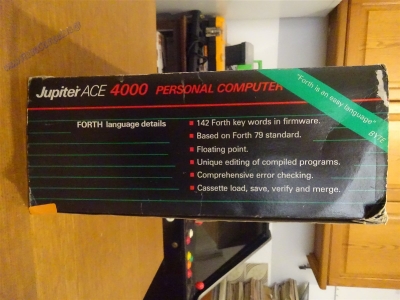 Jupiter ACE 4000 PERSONAL COMPUTER
"Forth is an easy language"
BYTE
FORTH language details
142 Forth key words in firmware.
Based on Forth 79 standard.
Floating point.
Unique editing of compiled programs.
Comprehensive error checking.
Cassette load, save, verify and merge.